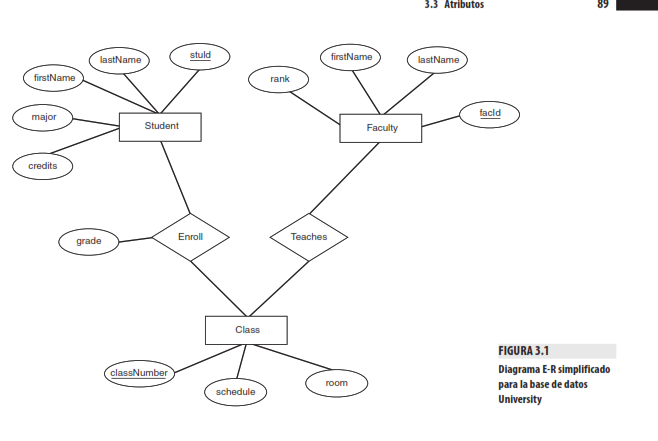 3.3 Atributos 89
stuId
lastName
firstName
major
credits
Student
firstName
lastName
rank
facId
Faculty
grade
Enroll
Teaches
Class
classNumber
schedule
room
FIGURA 3.1
Diagrama E-R simplificado
para la base de datos
University